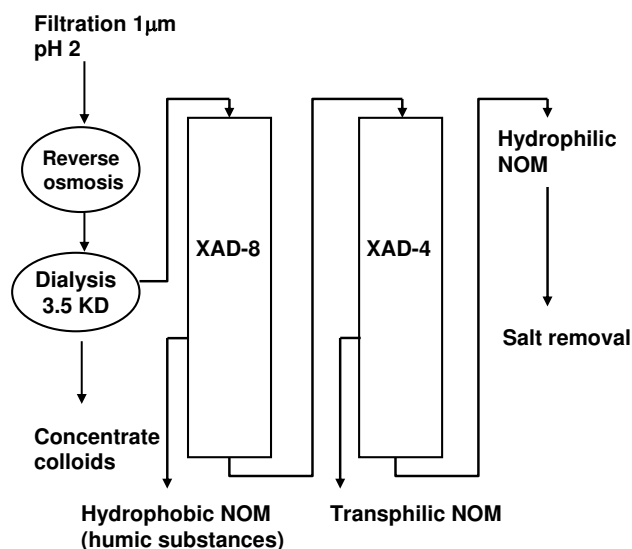 Filtration 1μm
pH 2
Reverse
osmosis
Dialysis
3.5 KD
Concentrate
colloids
XAD-8
Hydrophobic NOM
(humic substances)
XAD-4
Transphilic NOM
Hydrophilic
NOM
Salt removal